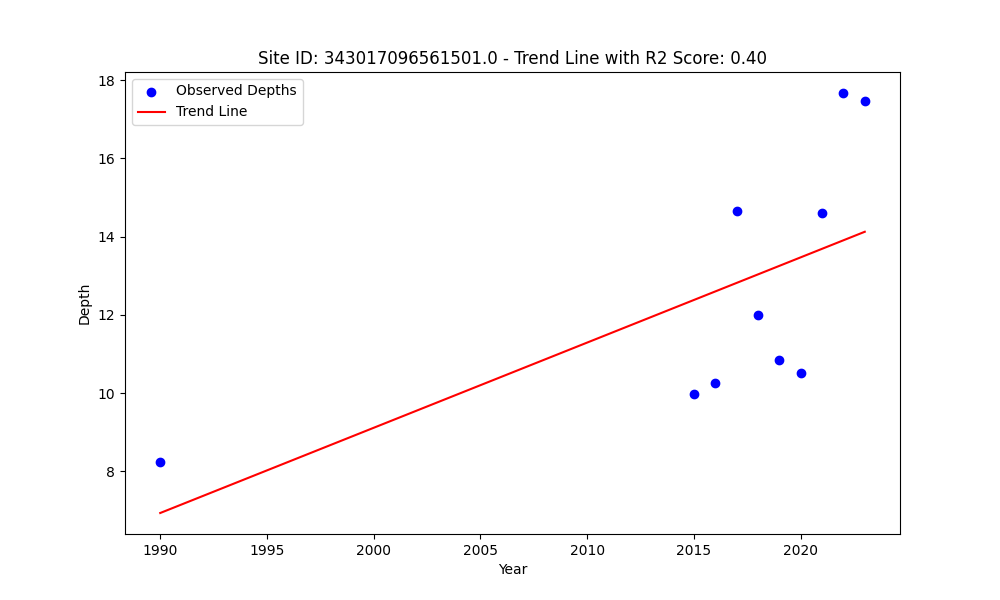 Site ID: 343017096561501.0 - Trend Line with R2 Score: 0.40
Observed Depths
Trend Line
18
16
14
12
10
8
Depth
1990 1995 2000 2005 2010 2015 2020
Year